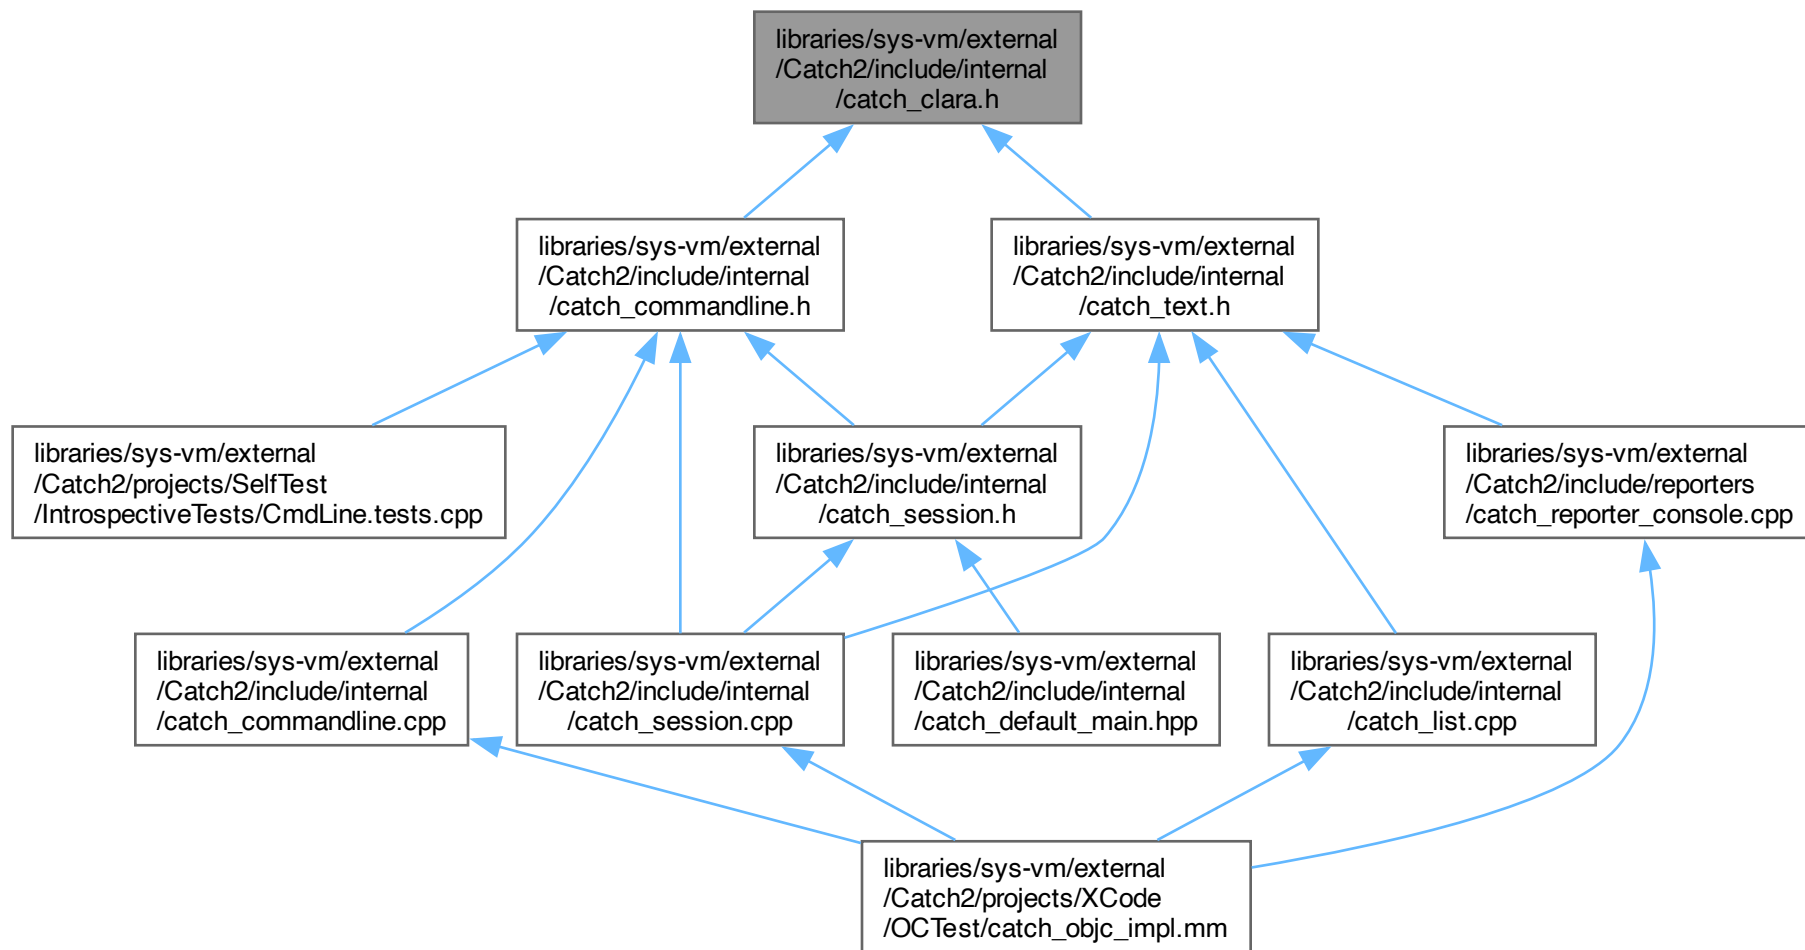 libraries/sys-vm/external
/Catch2/include/internal
/catch_clara.h
libraries/sys-vm/external
/Catch2/include/internal
/catch_commandline.h
libraries/sys-vm/external
/Catch2/include/internal
/catch_text.h
libraries/sys-vm/external
/Catch2/projects/SelfTest
/IntrospectiveTests/CmdLine.tests.cpp
libraries/sys-vm/external
/Catch2/include/internal
/catch_session.h
libraries/sys-vm/external
/Catch2/include/reporters
/catch_reporter_console.cpp
libraries/sys-vm/external
/Catch2/include/internal
/catch_commandline.cpp
libraries/sys-vm/external
/Catch2/include/internal
/catch_session.cpp
libraries/sys-vm/external
/Catch2/include/internal
/catch_default_main.hpp
libraries/sys-vm/external
/Catch2/include/internal
/catch_list.cpp
libraries/sys-vm/external
/Catch2/projects/XCode
/OCTest/catch_objc_impl.mm